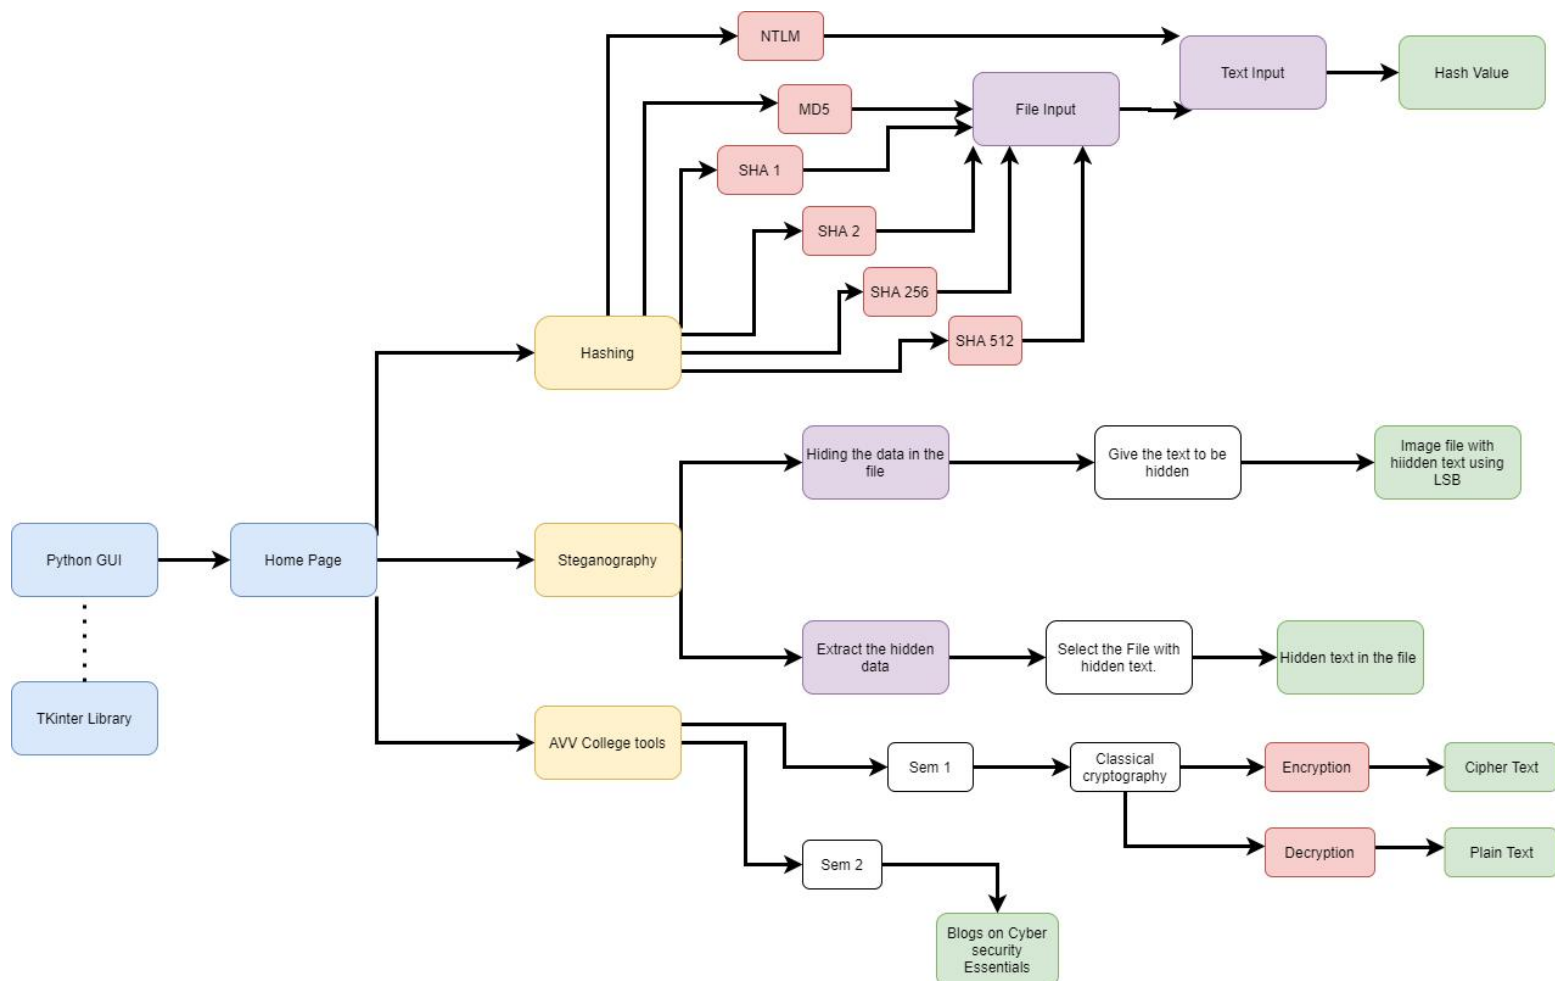 NTLM
Text Input
Hash Value
MD5
File Input
SHA 1
SHA 2
SHA 256
SHA 512
Hashing
Hiding the data in the
file
Give the text to be
hidden
Image file with
hiidden text using
LSB
Python GUI
Home Page
Steganography
Extract the hidden
data
Select the File with
hidden text.
Hidden text in the file
TKinter Library
AVV College tools
Sem 1
Classical
cryptography
Encryption
Cipher Text
Decryption
Plain Text
Sem 2
Blogs on Cyber
security
Essentials